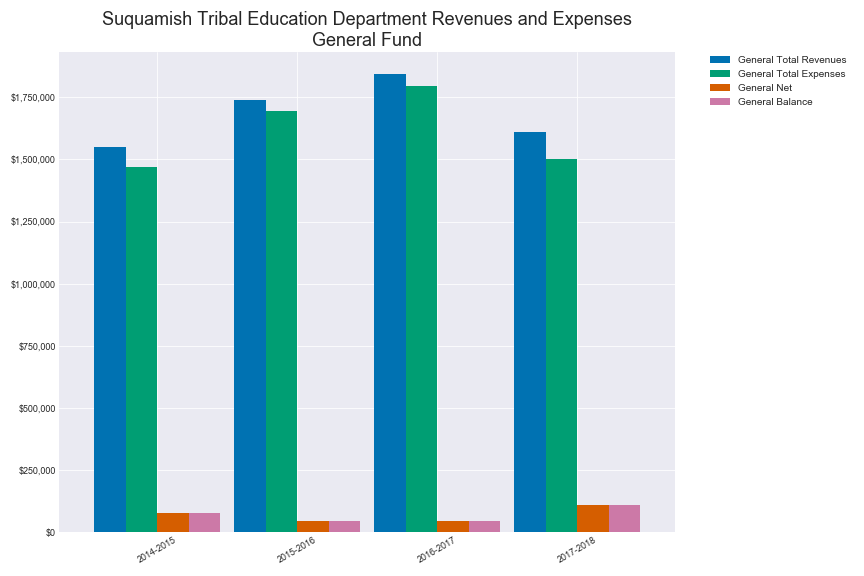 Suquamish Tribal Education Department Revenues and Expenses
General Fund
General Total Revenues
General Total Expenses
General Net
General Balance
$1,750,000
$1,500,000
$1,250,000
$1,000,000
$750,000
$500,000
$250,000
$0
2014-2015
2015-2016
2016-2017
2017-2018